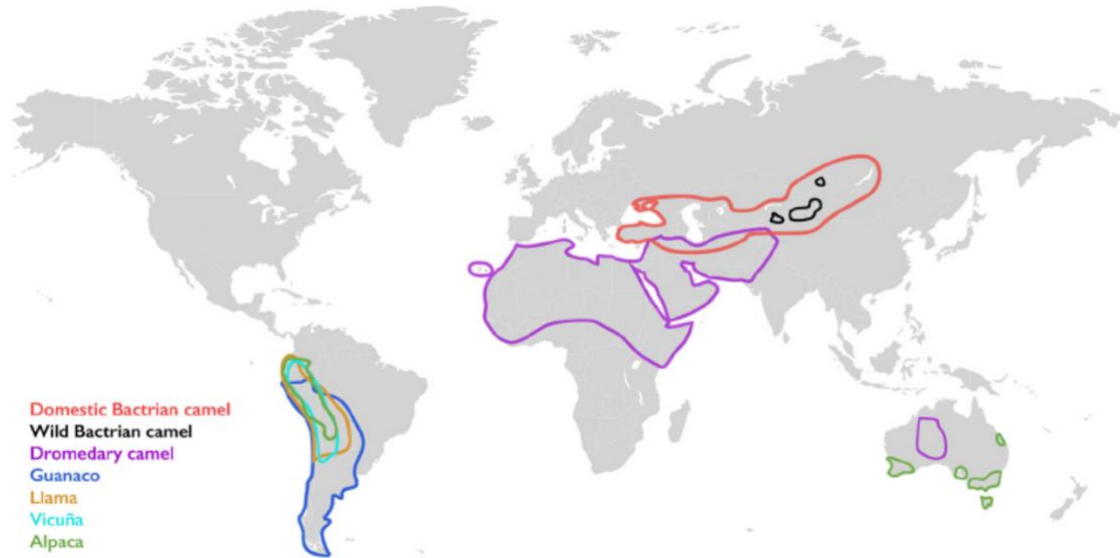 Domestic Bactrian camel
Wild Bactrian camel
Dromedary camel
Guanaco
Llama
Vicuña
Alpaca